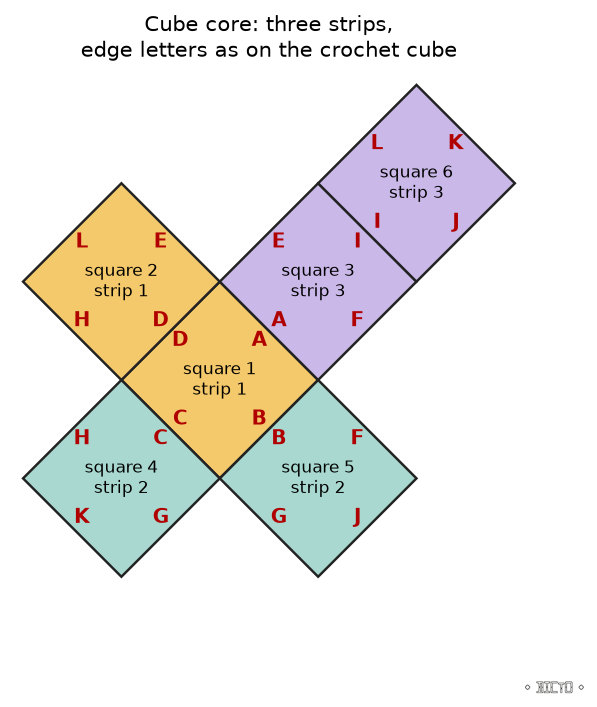 Cube core: three strips,
edge letters as on the crochet cube
L K
square 6
strip 3
I J
L E
square 2
strip 1
H D
E I
square 3
strip 3
A F
D A
square 1
strip 1
C B
H C
square 4
strip 2
K G
B F
square 5
strip 2
G J